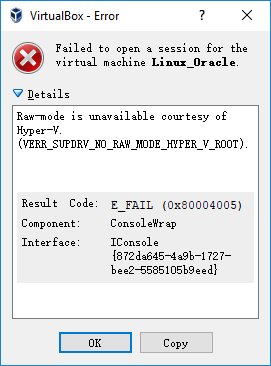 VirtualBox - Error
Failed to open a session for the
virtual machine Linux_Oracle.
Details
Raw-mode is unavailable courtesy of
Hyper-V.
(VERR_SUPDRV_NO_RAW_MODE_HYPER_V_ROOT).
Result Code: E_FAIL (0x80004005)
Component: ConsoleWrap
Interface: IConsole
{872da645-4a9b-1727-
bee2-5585105b9eed}
OK Copy